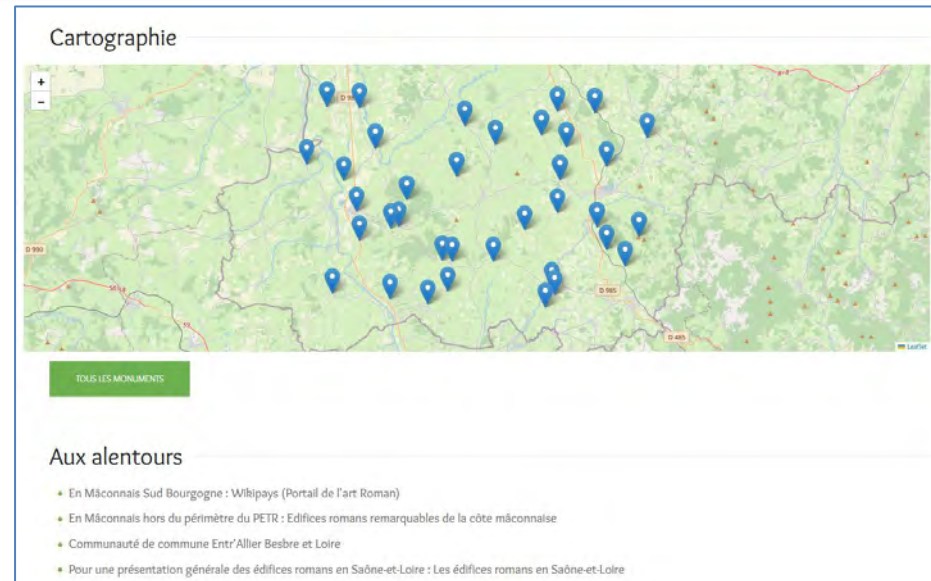 Cartographie
+
−
D 990
D 985
D 485
Leaflet
TOUS LES MONUMENTS
Aux alentours
En Mâconnais Sud Bourgogne : Wikipays (Portail de l'art Roman)
En Mâconnais hors du périmètre du PETR : Edifices romans remarquables de la côte mâconnaise
Communauté de commune Entr'Allier Besbre et Loire
Pour une présentation générale des édifices romans en Saône-et-Loire : Les édifices romans en Saône-et-Loire